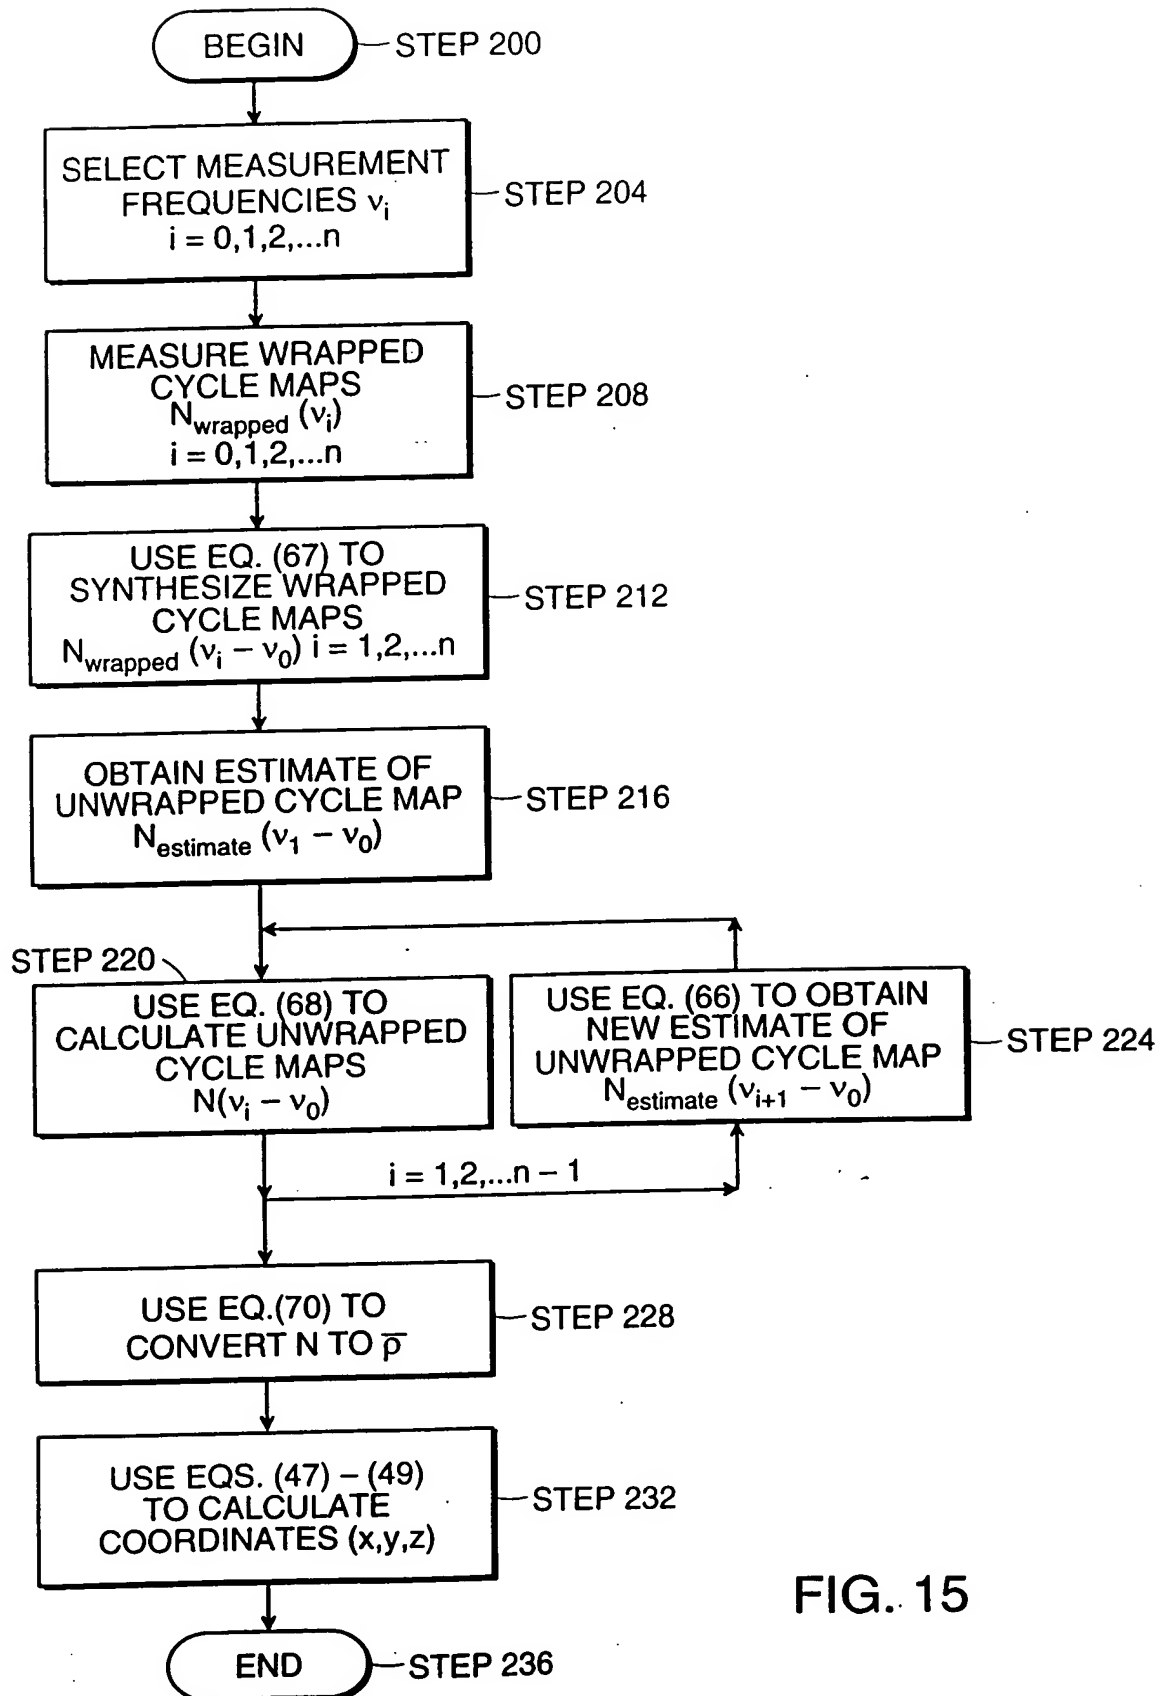 BEGIN
STEP 200
SELECT MEASUREMENT
FREQUENCIES νi
i = 0,1,2,...n
STEP 204
MEASURE WRAPPED
CYCLE MAPS
Nwrapped (νi)
i = 0,1,2,...n
STEP 208
USE EQ. (67) TO
SYNTHESIZE WRAPPED
CYCLE MAPS
Nwrapped (νi – ν0) i = 1,2,...n
STEP 212
OBTAIN ESTIMATE OF
UNWRAPPED CYCLE MAP
Nestimate (ν1 – ν0)
STEP 216
STEP 220
USE EQ. (68) TO
CALCULATE UNWRAPPED
CYCLE MAPS
N(νi – ν0)
USE EQ. (66) TO OBTAIN
NEW ESTIMATE OF
UNWRAPPED CYCLE MAP
Nestimate (νi+1 – ν0)
STEP 224
i = 1,2,...n – 1
USE EQ.(70) TO
CONVERT N TO ρ̅
STEP 228
USE EQS. (47) – (49)
TO CALCULATE
COORDINATES (x,y,z)
STEP 232
END
STEP 236
FIG. 15